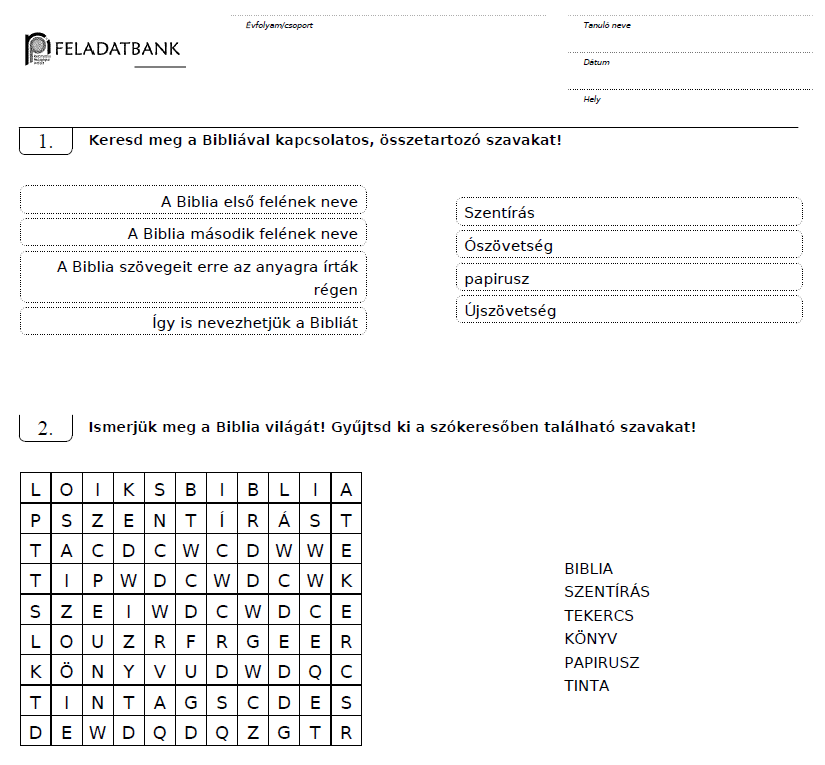 FELADATBANK
Évfolyam/csoport
Tanuló neve
Dátum
Hely
1. Keresd meg a Bibliával kapcsolatos, összetartozó szavakat!
A Biblia első felének neve
A Biblia második felének neve
A Biblia szövegeit erre az anyagra írták
régen
Így is nevezhetjük a Bibliát
Szentírás
Ószövetség
papirusz
Újszövetség
2. Ismerjük meg a Biblia világát! Gyűjtsd ki a szókeresőben található szavakat!
L O I K S B I B L I A
P S Z E N T Í R Á S T
T A C D C W C D W W E
T I P W D C W D C W K
S Z E I W D C W D C E
L O U Z R F R G E E R
K Ö N Y V U D W D Q C
T I N T A G S C D E S
D E W D Q D Q Z G T R
BIBLIA
SZENTÍRÁS
TEKERCS
KÖNYV
PAPIRUSZ
TINTA